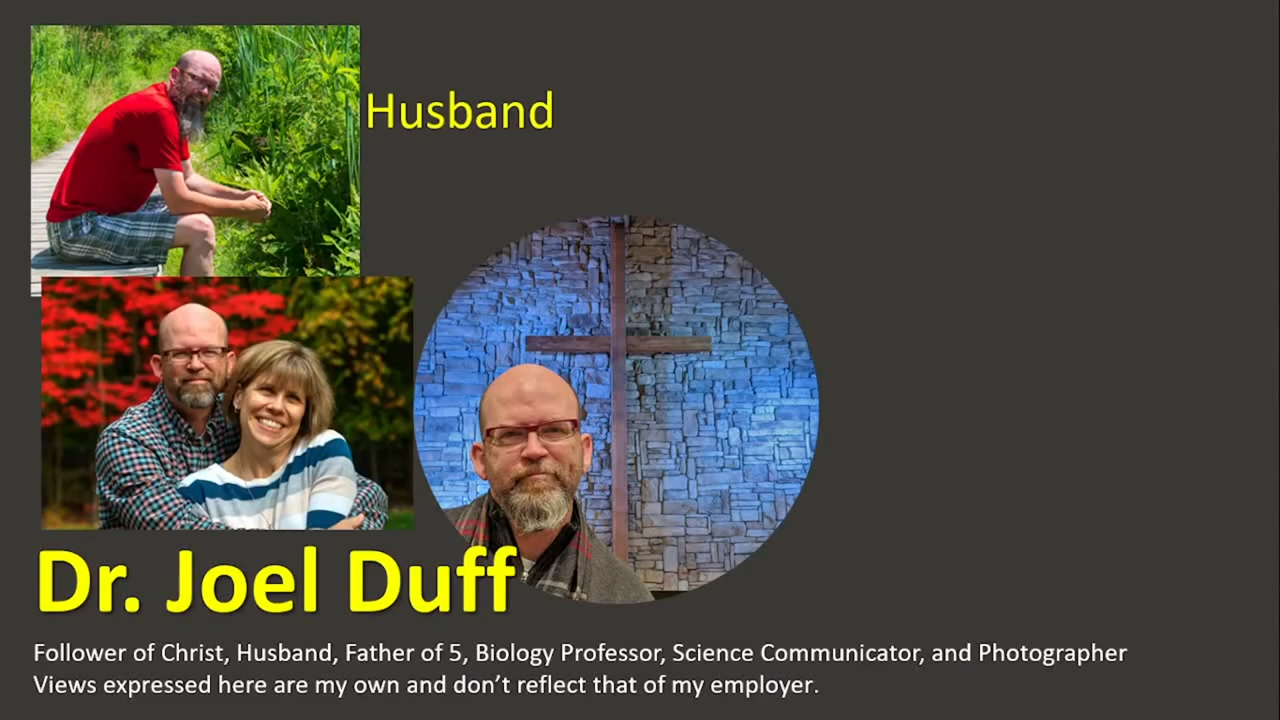 Husband
Dr. Joel Duff
Follower of Christ, Husband, Father of 5, Biology Professor, Science Communicator, and Photographer
Views expressed here are my own and don’t reflect that of my employer.